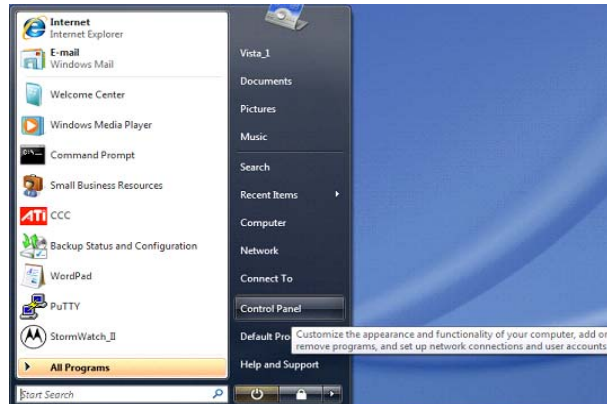 Internet
Internet Explorer
E-mail
Windows Mail
Welcome Center
Windows Media Player
C:\_
Command Prompt
Small Business Resources
ATI CCC
Backup Status and Configuration
WordPad
PuTTY
StormWatch_II
All Programs
Start Search
Vista_1
Documents
Pictures
Music
Search
Recent Items
Computer
Network
Connect To
Control Panel
Default Pro
Customize the appearance and functionality of your computer, add or
remove programs, and set up network connections and user accounts
Help and Support